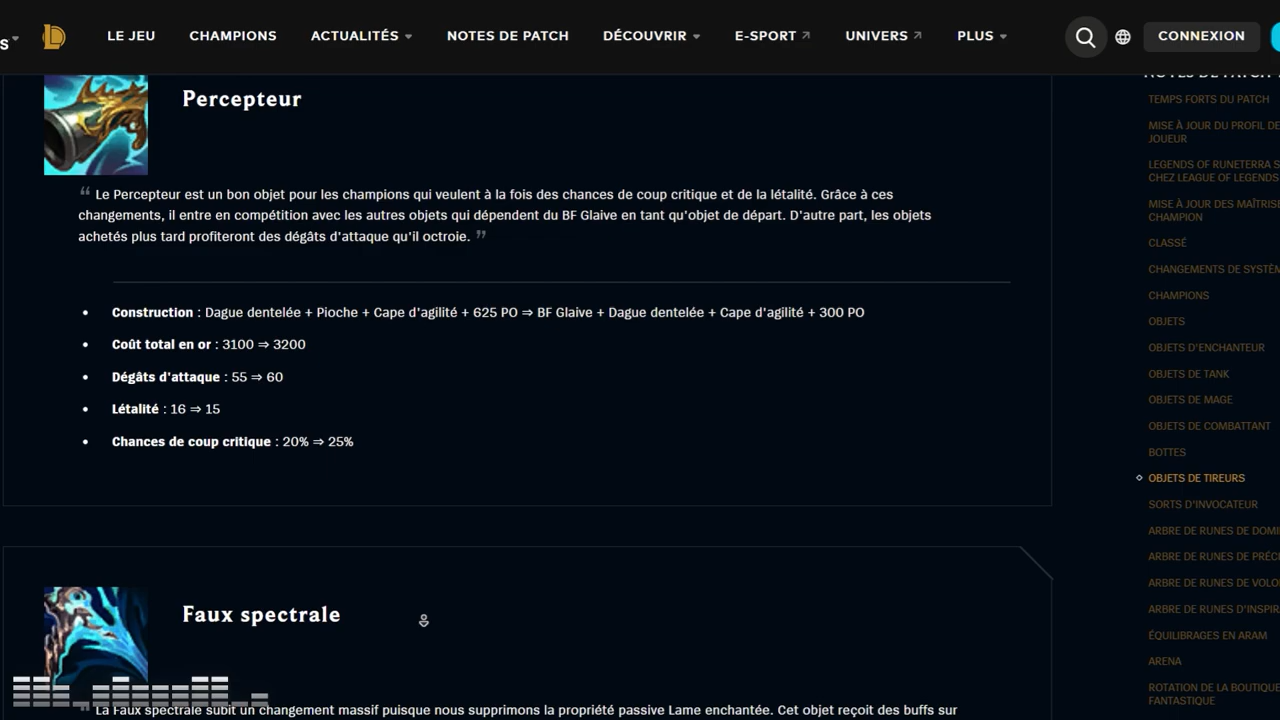 S
LE JEU CHAMPIONS ACTUALITÉS NOTES DE PATCH DÉCOUVRIR E-SPORT UNIVERS PLUS CONNEXION
Percepteur
“ Le Percepteur est un bon objet pour les champions qui veulent à la fois des chances de coup critique et de la létalité. Grâce à ces
changements, il entre en compétition avec les autres objets qui dépendent du BF Glaive en tant qu'objet de départ. D'autre part, les objets
achetés plus tard profiteront des dégâts d'attaque qu'il octroie. ”
• Construction : Dague dentelée + Pioche + Cape d'agilité + 625 PO ⇒ BF Glaive + Dague dentelée + Cape d'agilité + 300 PO
• Coût total en or : 3100 ⇒ 3200
• Dégâts d'attaque : 55 ⇒ 60
• Létalité : 16 ⇒ 15
• Chances de coup critique : 20% ⇒ 25%
Faux spectrale
“ La Faux spectrale subit un changement massif puisque nous supprimons la propriété passive Lame enchantée. Cet objet reçoit des buffs sur
NOTES DE PATCH
TEMPS FORTS DU PATCH
MISE À JOUR DU PROFIL DE
JOUEUR
LEGENDS OF RUNETERRA S
CHEZ LEAGUE OF LEGENDS
MISE À JOUR DES MAÎTRISE
CHAMPION
CLASSÉ
CHANGEMENTS DE SYSTÈ
CHAMPIONS
OBJETS
OBJETS D'ENCHANTEUR
OBJETS DE TANK
OBJETS DE MAGE
OBJETS DE COMBATTANT
BOTTES
OBJETS DE TIREURS
SORTS D'INVOCATEUR
ARBRE DE RUNES DE DOMI
ARBRE DE RUNES DE PRÉCI
ARBRE DE RUNES DE VOLO
ARBRE DE RUNES D'INSPIRA
ÉQUILIBRAGES EN ARAM
ARENA
ROTATION DE LA BOUTIQUE
FANTASTIQUE